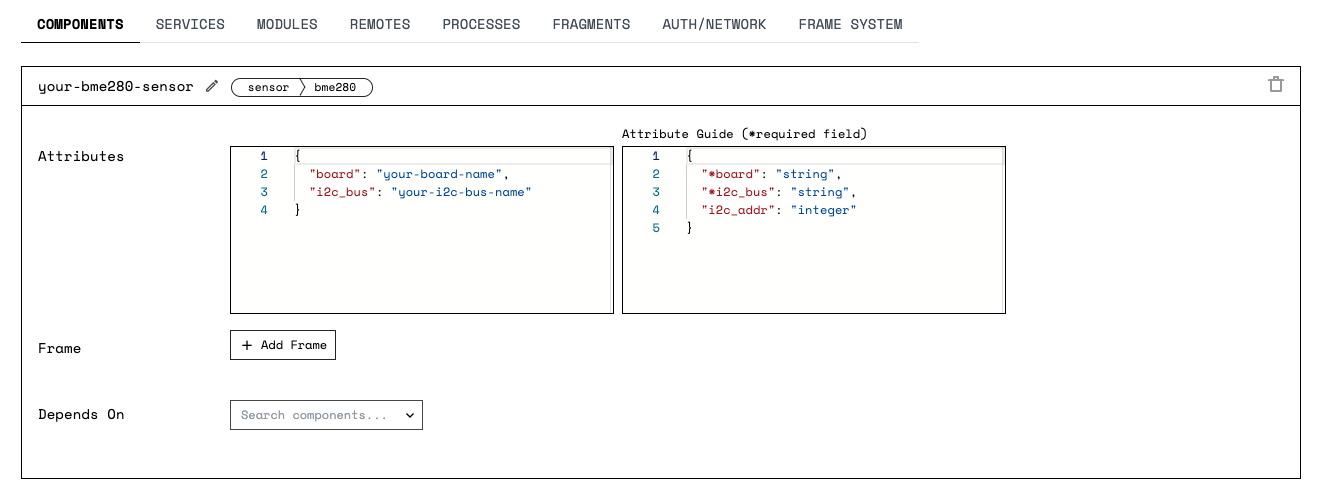 COMPONENTS SERVICES MODULES REMOTES PROCESSES FRAGMENTS AUTH/NETWORK FRAME SYSTEM
your-bme280-sensor sensor bme280
Attribute Guide (*required field)
Attributes
1 {
2 "board": "your-board-name",
3 "i2c_bus": "your-i2c-bus-name"
4 }
1 {
2 "*board": "string",
3 "*i2c_bus": "string",
4 "i2c_addr": "integer"
5 }
Frame
+ Add Frame
Depends On
Search components...